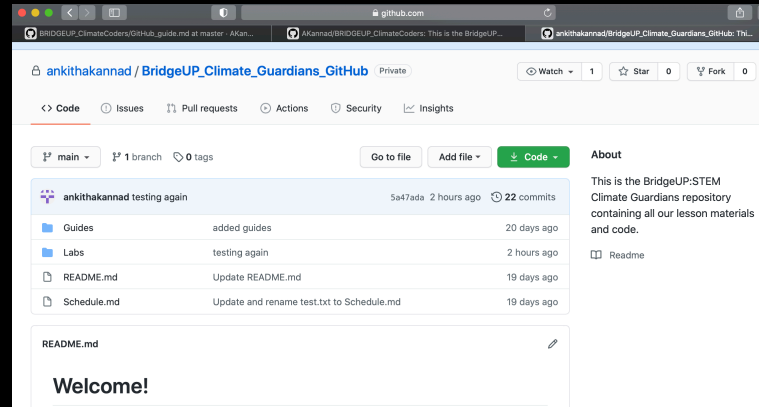 github.com
BRIDGEUP_ClimateCoders/GitHub_guide.md at master · AKan...
AKannad/BRIDGEUP_ClimateCoders: This is the BridgeUP...
ankithakannad/BridgeUP_Climate_Guardians_GitHub: Thi...
ankithakannad / BridgeUP_Climate_Guardians_GitHub Private
Watch 1 Star 0 Fork 0
Code Issues Pull requests Actions Security Insights
main 1 branch 0 tags Go to file Add file Code
ankithakannad testing again 5a47ada 2 hours ago 22 commits
Guides added guides 20 days ago
Labs testing again 2 hours ago
README.md Update README.md 19 days ago
Schedule.md Update and rename test.txt to Schedule.md 19 days ago
README.md
Welcome!
About
This is the BridgeUP:STEM
Climate Guardians repository
containing all our lesson materials
and code.
Readme